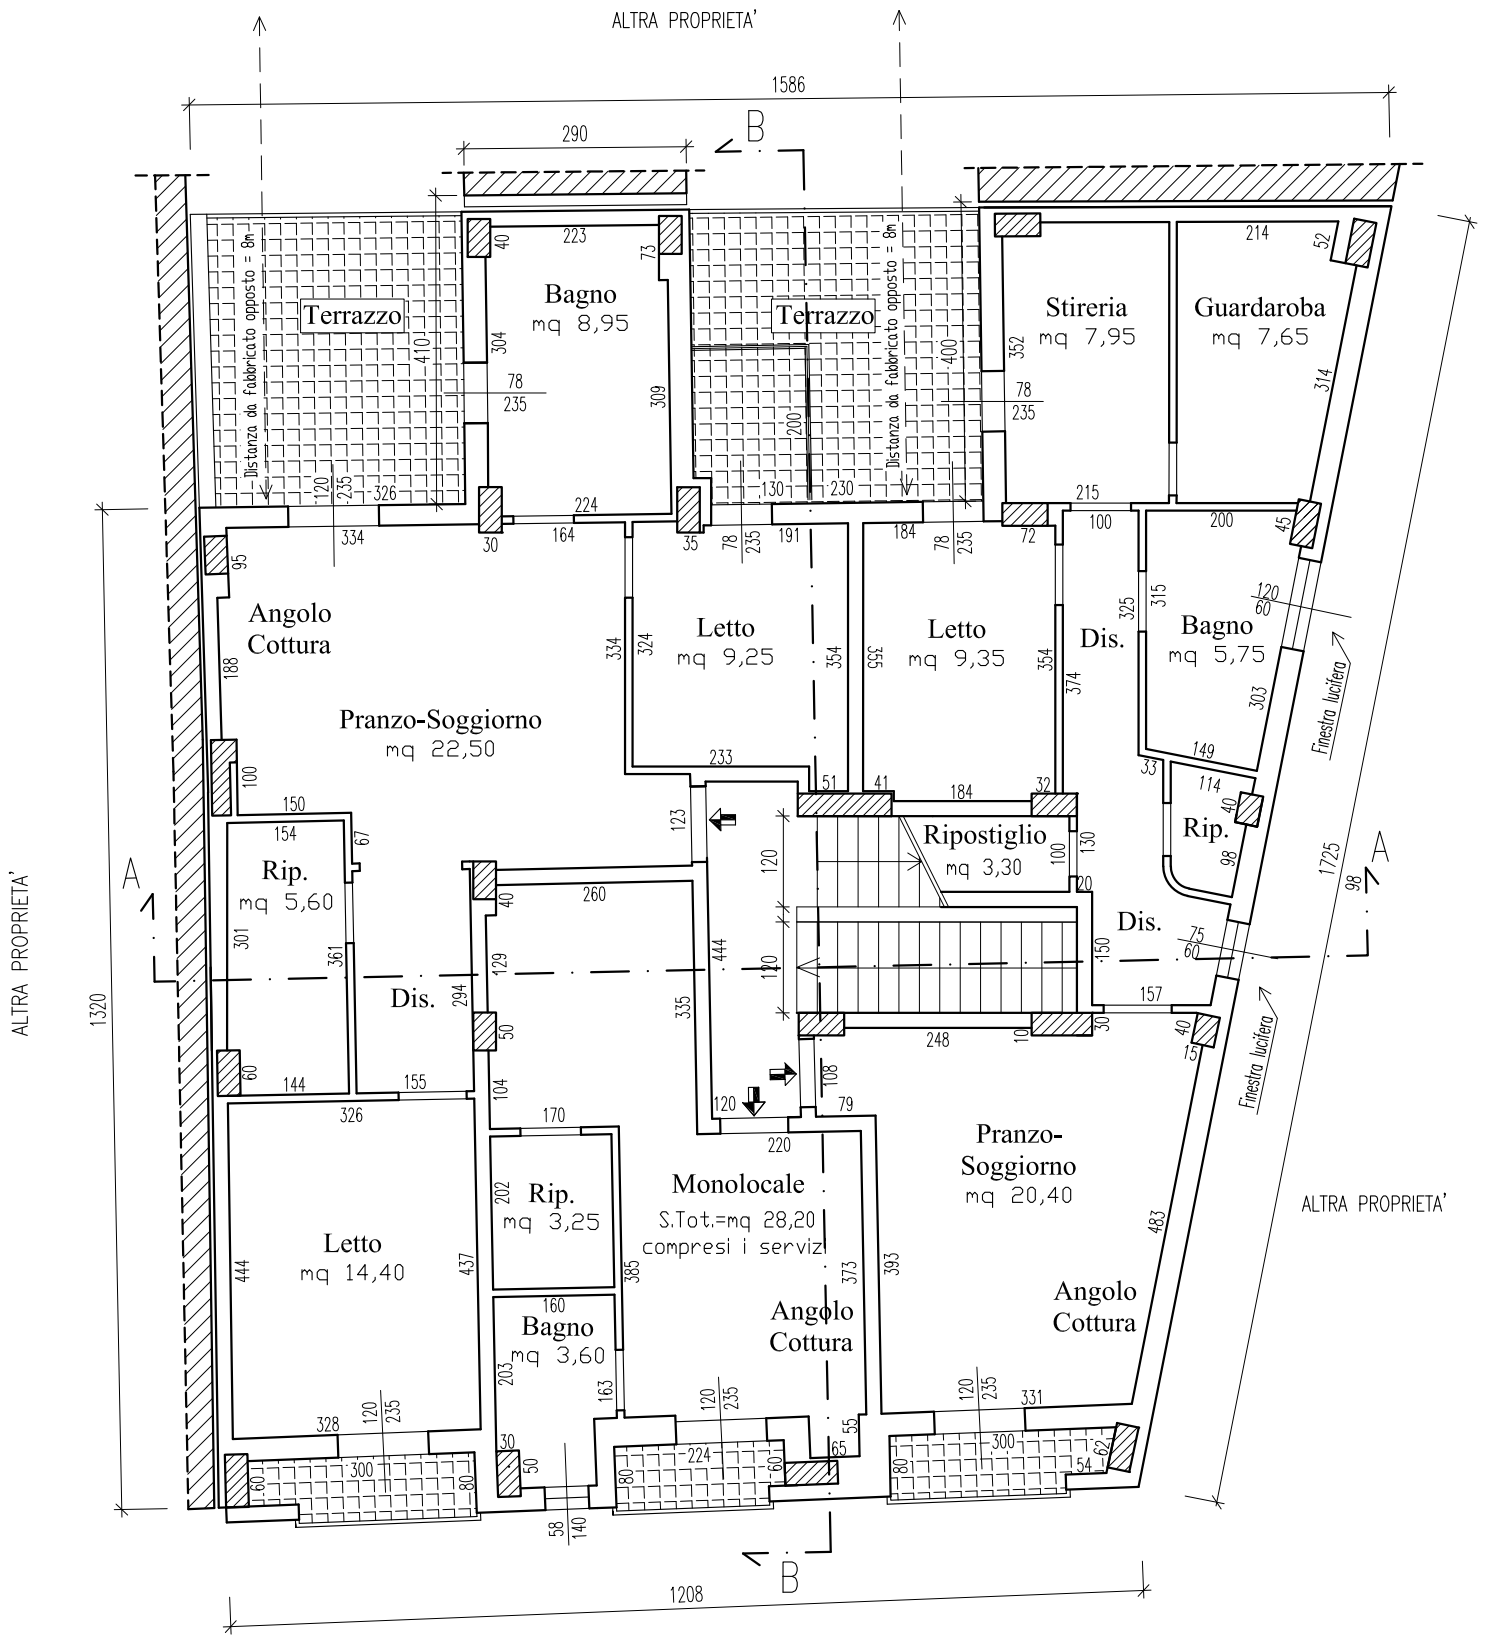 ALTRA PROPRIETA'
1586
B
290
223
40
73
214
52
Terrazzo
Distanza da fabbricato opposto = 8m
410
Bagno
mq 8,95
304
309
78
235
Terrazzo
Distanza da fabbricato opposto = 8m
400
200
Stireria
mq 7,95
352
78
235
Guardaroba
mq 7,65
314
120
235
326
334
224
30
164
35
130
230
78
235
191
184
78
235
72
215
100
200
45
95
Angolo
Cottura
188
334
324
Letto
mq 9,25
354
355
Letto
mq 9,35
354
374
Dis.
325
315
Bagno
mq 5,75
120
60
303
Finestra lucifera
Pranzo-Soggiorno
mq 22,50
100
150
154
67
233
123
51
41
184
32
33
149
114
40
Rip.
98
1725
98
A
A
Rip.
mq 5,60
301
361
120
Ripostiglio
mq 3,30
100
130
20
40
260
129
294
Dis.
444
335
120
150
Dis.
75
60
157
ALTRA PROPRIETA'
1320
60
144
155
50
104
248
10
30
40
15
Finestra lucifera
326
170
120
108
79
220
Letto
mq 14,40
444
437
202
Rip.
mq 3,25
Monolocale
S.Tot.=mq 28,20
compresi i servizi
385
373
393
Pranzo-
Soggiorno
mq 20,40
483
ALTRA PROPRIETA'
160
Bagno
mq 3,60
203
163
Angolo
Cottura
Angolo
Cottura
328
120
235
300
60
80
30
50
58
140
120
235
224
80
60
55
65
120
235
331
300
80
62
54
B
1208